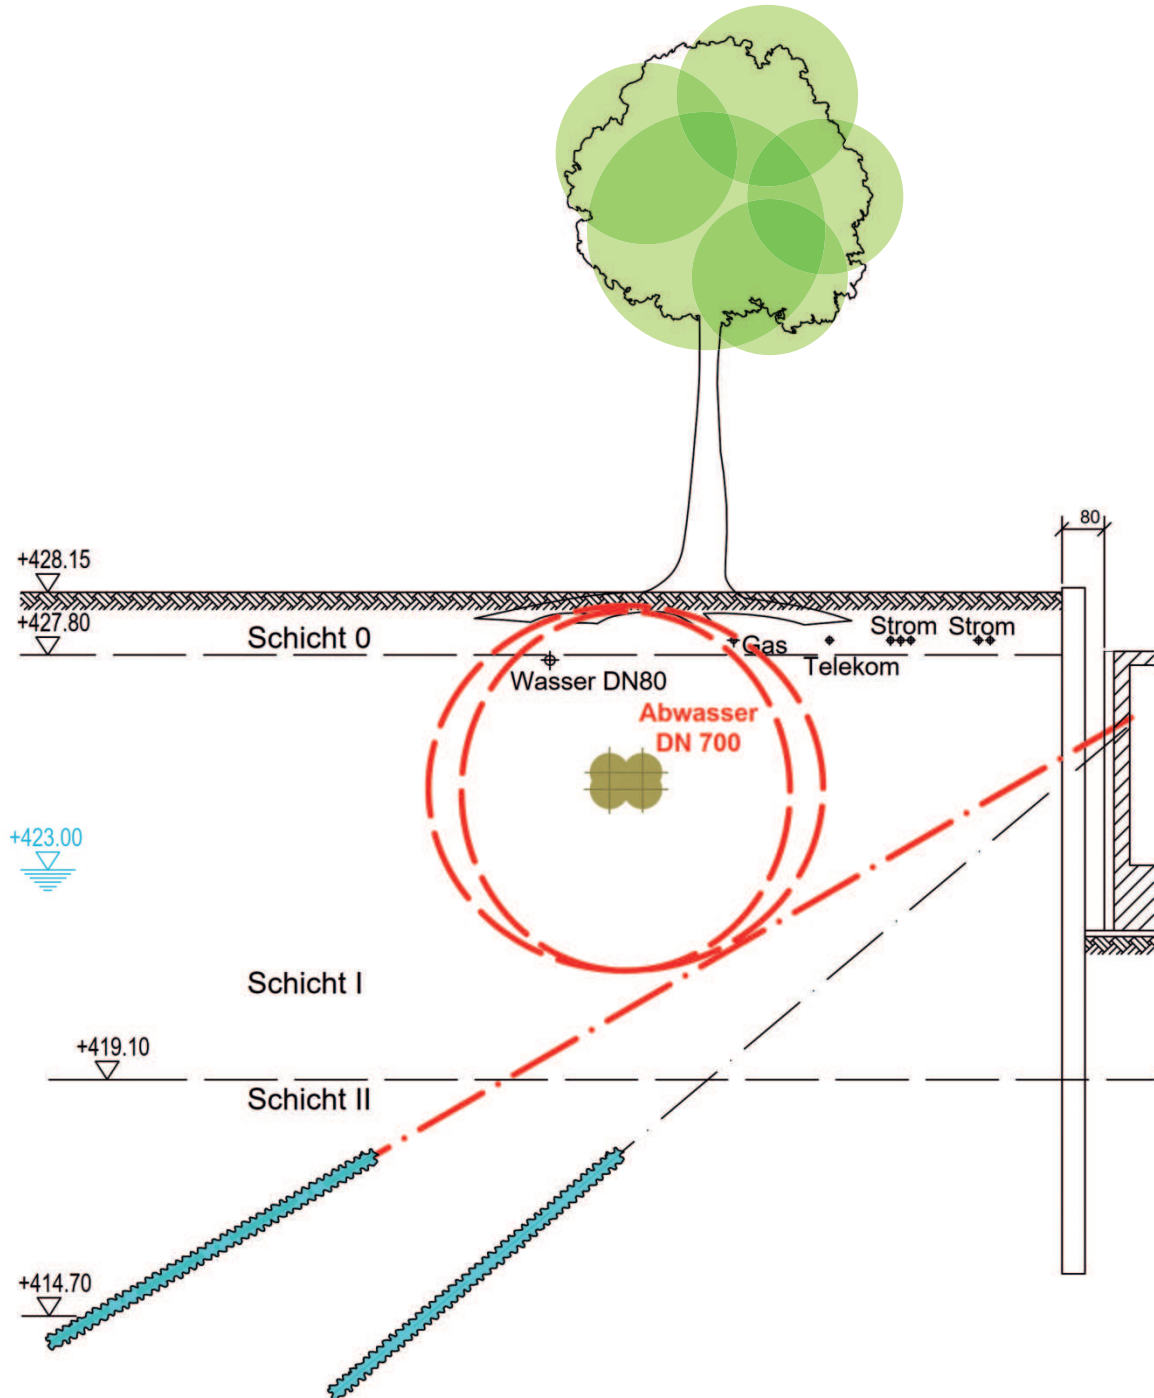 80
+428.15
+427.80
Schicht 0
Strom
Strom
Gas
Telekom
Wasser DN80
Abwasser
DN 700
+423.00
Schicht I
+419.10
Schicht II
+414.70